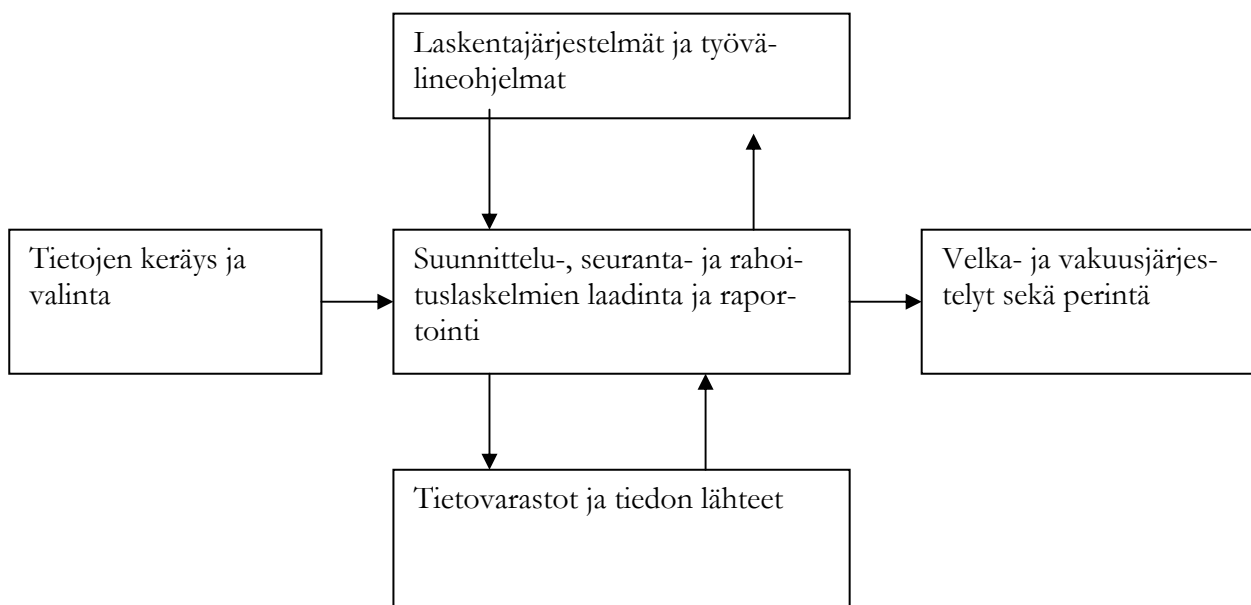 Laskentajärjestelmät ja työvä-
lineohjelmat
Tietojen keräys ja
valinta
Suunnittelu-, seuranta- ja rahoi-
tuslaskelmien laadinta ja rapor-
tointi
Velka- ja vakuusjärjes-
telyt sekä perintä
Tietovarastot ja tiedon lähteet